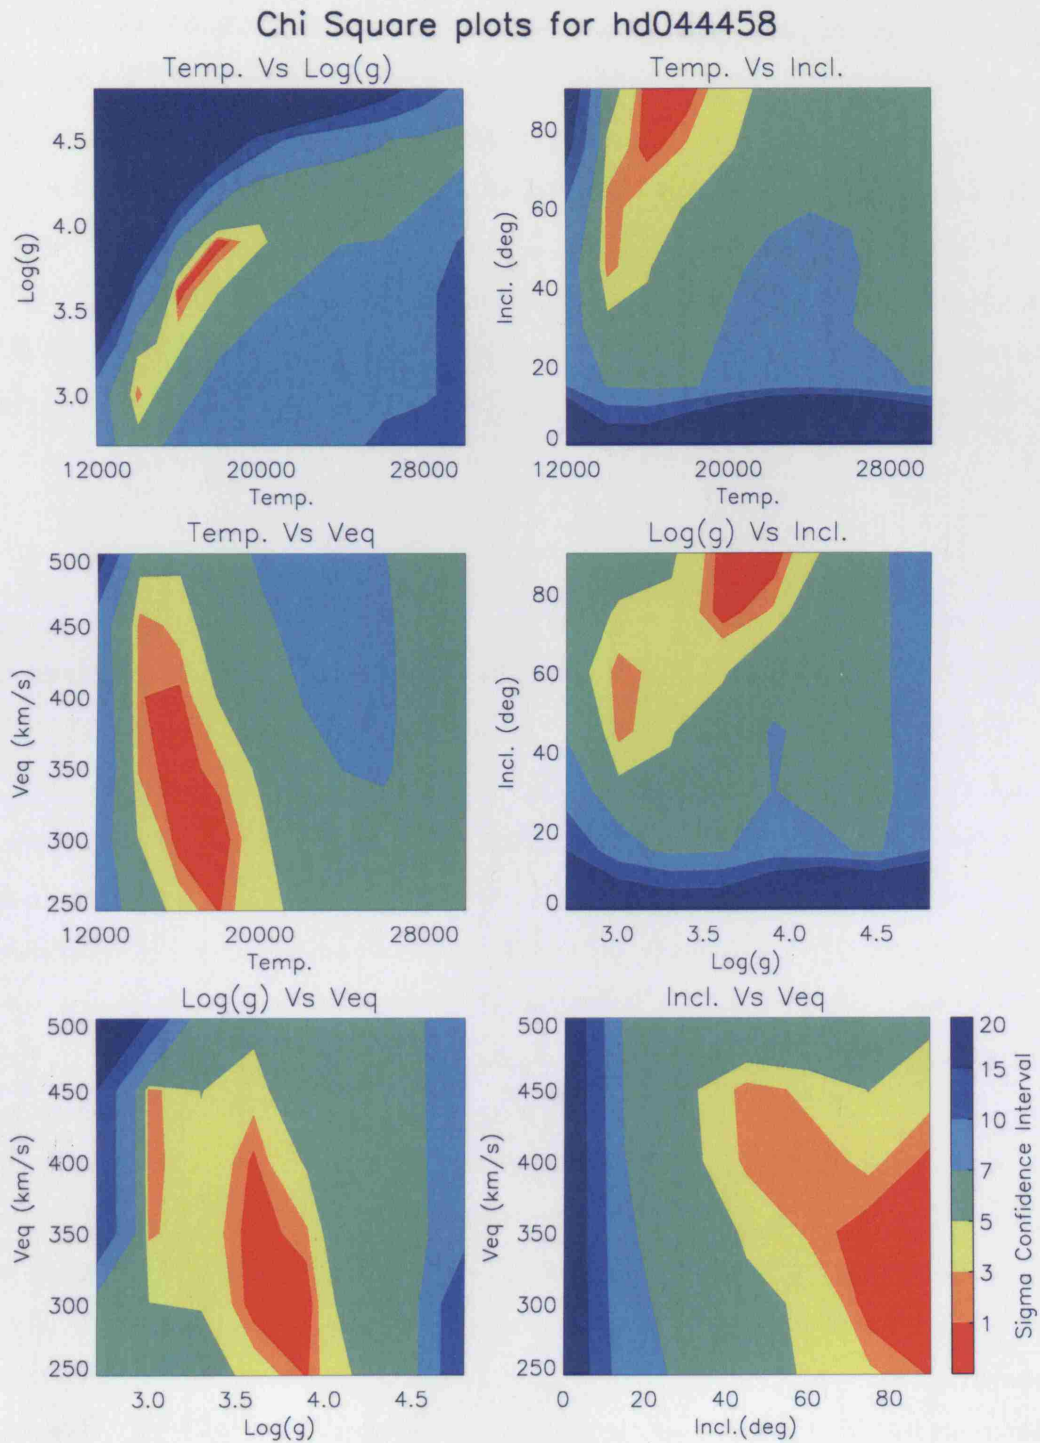 Chi Square plots for hd044458
Temp. Vs Log(g)
Temp. Vs Incl.
4.5
4.0
3.5
3.0
Log(g)
12000 20000 28000
Temp.
80
60
40
20
0
Incl. (deg)
12000 20000 28000
Temp.
Temp. Vs Veq
Log(g) Vs Incl.
500
450
400
350
300
250
Veq (km/s)
12000 20000 28000
Temp.
80
60
40
20
0
Incl. (deg)
3.0 3.5 4.0 4.5
Log(g)
Log(g) Vs Veq
Incl. Vs Veq
500
450
400
350
300
250
Veq (km/s)
3.0 3.5 4.0 4.5
Log(g)
500
450
400
350
300
250
Veq (km/s)
0 20 40 60 80
Incl.(deg)
20
15
10
7
5
3
1
Sigma Confidence Interval